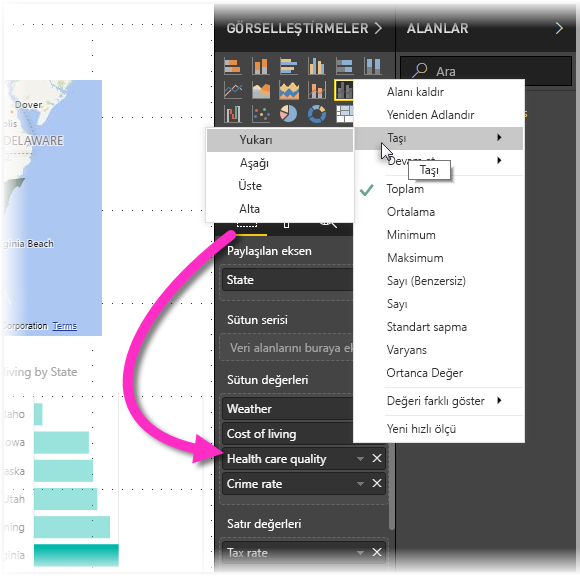 GÖRSELLEŞTİRMELER
ALANLAR
Ara
Dover
DELAWARE
ginia Beach
Corporation Terms
living by State
daho
owa
aska
Utah
ming
ginia
Yukarı
Aşağı
Üste
Alta
Alanı kaldır
Yeniden Adlandır
Taşı
Devam et
Taşı
Toplam
Ortalama
Minimum
Maksimum
Sayı (Benzersiz)
Sayı
Standart sapma
Varyans
Ortanca Değer
Değeri farklı göster
Yeni hızlı ölçü
Paylaşılan eksen
State
Sütun serisi
Veri alanlarını buraya ek
Sütun değerleri
Weather
Cost of living
Health care quality
Crime rate
Satır değerleri
Tax rate